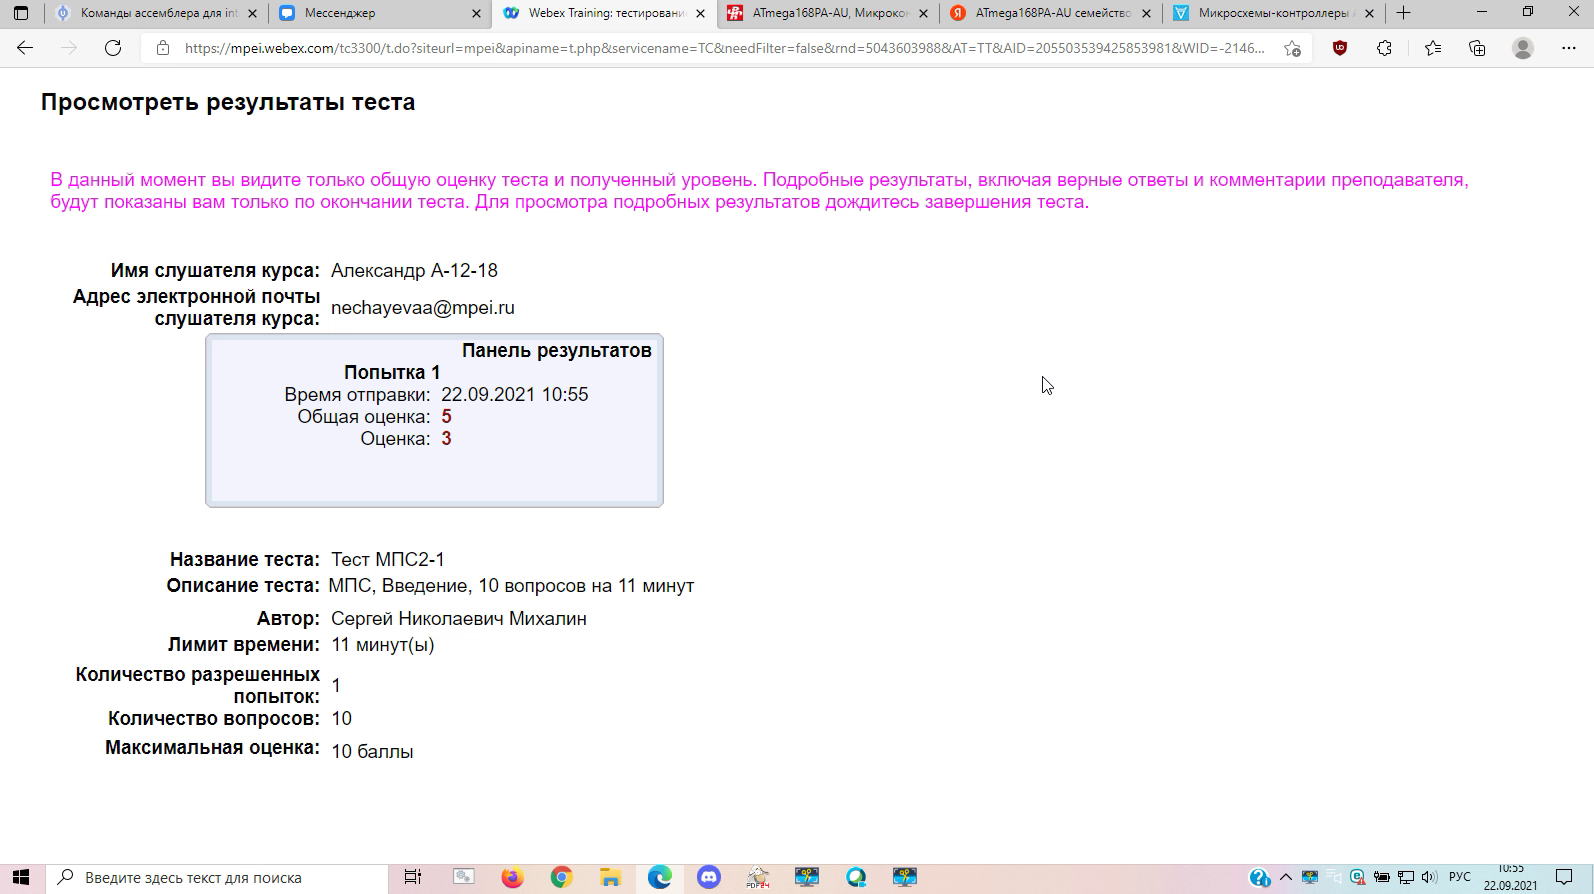 Команды ассемблера для int
Мессенджер
Webex Training: тестировани
ATmega168PA-AU, Микрокон
ATmega168PA-AU семейство
Микросхемы-контроллеры
https://mpei.webex.com/tc3300/t.do?siteurl=mpei&apiname=t.php&servicename=TC&needFilter=false&rnd=5043603988&AT=TT&AID=205503539425853981&WID=-2146...
Просмотреть результаты теста
В данный момент вы видите только общую оценку теста и полученный уровень. Подробные результаты, включая верные ответы и комментарии преподавателя,
будут показаны вам только по окончании теста. Для просмотра подробных результатов дождитесь завершения теста.
Имя слушателя курса: Александр А-12-18
Адрес электронной почты
слушателя курса: nechayevaa@mpei.ru
Панель результатов
Попытка 1
Время отправки: 22.09.2021 10:55
Общая оценка: 5
Оценка: 3
Название теста: Тест МПС2-1
Описание теста: МПС, Введение, 10 вопросов на 11 минут
Автор: Сергей Николаевич Михалин
Лимит времени: 11 минут(ы)
Количество разрешенных
попыток: 1
Количество вопросов: 10
Максимальная оценка: 10 баллы
Введите здесь текст для поиска
PDF24
РУС
10:55
22.09.2021